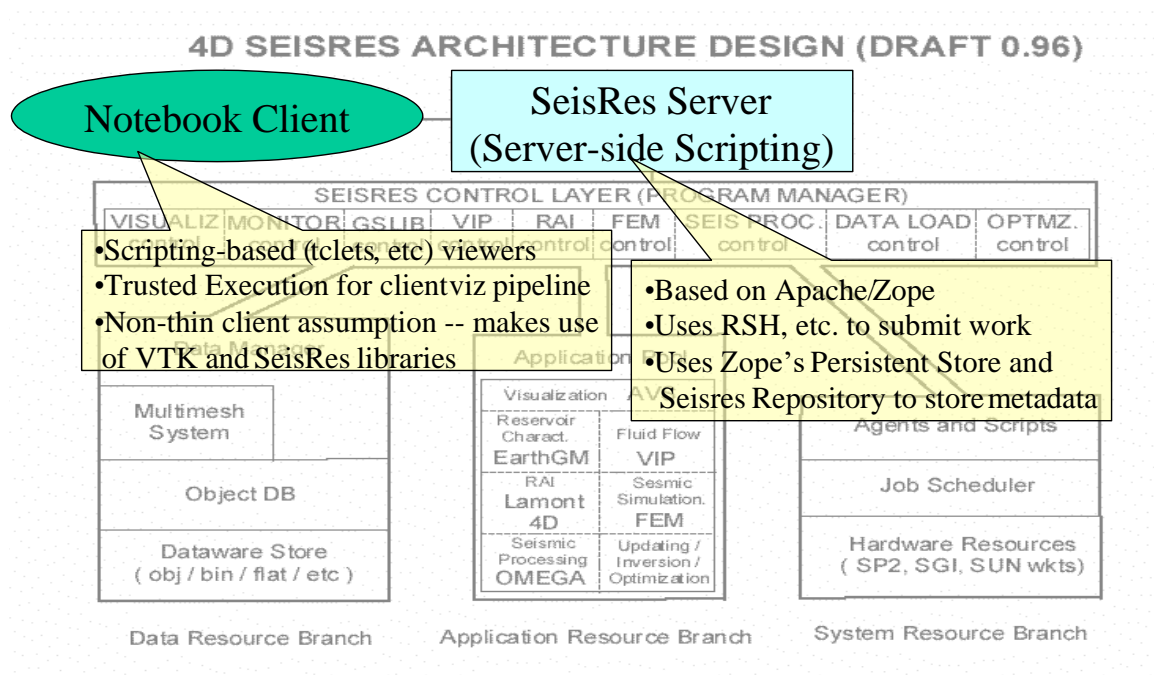 4D SEISRES ARCHITECTURE DESIGN (DRAFT 0.96)
Notebook Client
SeisRes Server
(Server-side Scripting)
SEISRES CONTROL LAYER (PROGRAM MANAGER)
VISUALIZ MONITOR GSLIB VIP RAI FEM SEIS PROC. DATA LOAD OPTMZ.
control control control control control control control control control
•Scripting-based (tclets, etc) viewers
•Trusted Execution for clientviz pipeline
•Non-thin client assumption -- makes use
of VTK and SeisRes libraries
•Based on Apache/Zope
•Uses RSH, etc. to submit work
•Uses Zope's Persistent Store and
Seisres Repository to store metadata
Data Manager
Multimesh
System
Object DB
Dataware Store
( obj / bin / flat / etc )
Data Resource Branch
Application Pool
Visualization AVS
Reservoir
Charact.
EarthGM
Fluid Flow
VIP
RAI
Lamont
4D
Sesmic
Simulation.
FEM
Seismic
Processing
OMEGA
Updating /
Inversion /
Optimization
Application Resource Branch
Agents and Scripts
Job Scheduler
Hardware Resources
( SP2, SGI, SUN wkts)
System Resource Branch